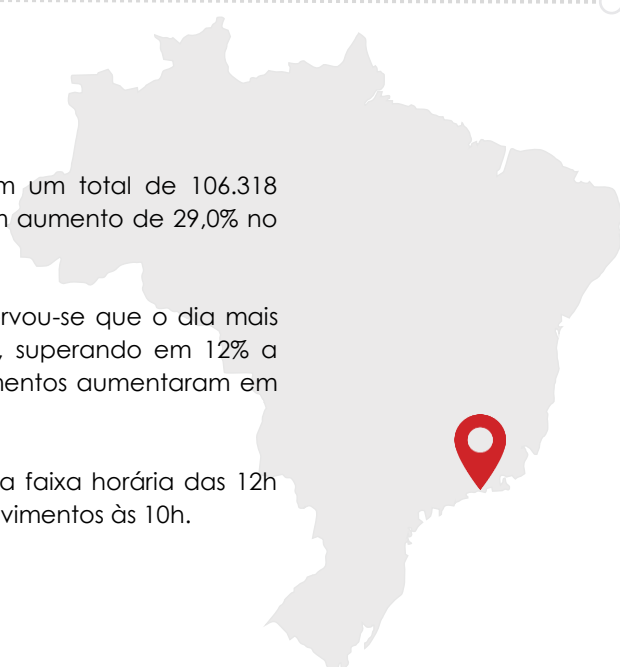 m um total de 106.318
aumento de 29,0% no
rvou-se que o dia mais
, superando em 12% a
mentos aumentaram em
a faixa horária das 12h
vimentos às 10h.